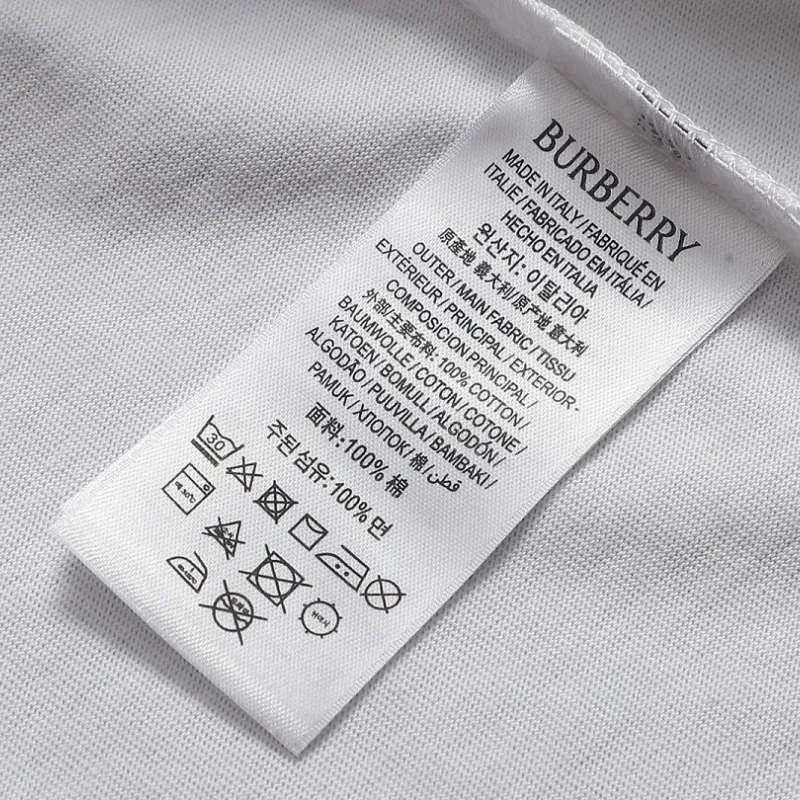 BURBERRY
MADE IN ITALY / FABRIQUÉ EN
ITALIE / FABRICADO EM ITÁLIA /
HECHO EN ITALIA
원산지: 이탈리아
原產地 義大利/原产地 意大利
OUTER / MAIN FABRIC / TISSU
EXTÉRIEUR / PRINCIPAL / EXTERIOR -
COMPOSICION PRINCIPAL /
外部/主要布料: 100% COTTON /
BAUMWOLLE / COTON / COTONE /
KATOEN / BOMULL / ALGODÓN /
ALGODÃO / PUUVILLA / BAMBAKI /
PAMUK / ХЛОПОК / 棉 / قطن
面料:100% 棉
주된 섬유:100% 면
30